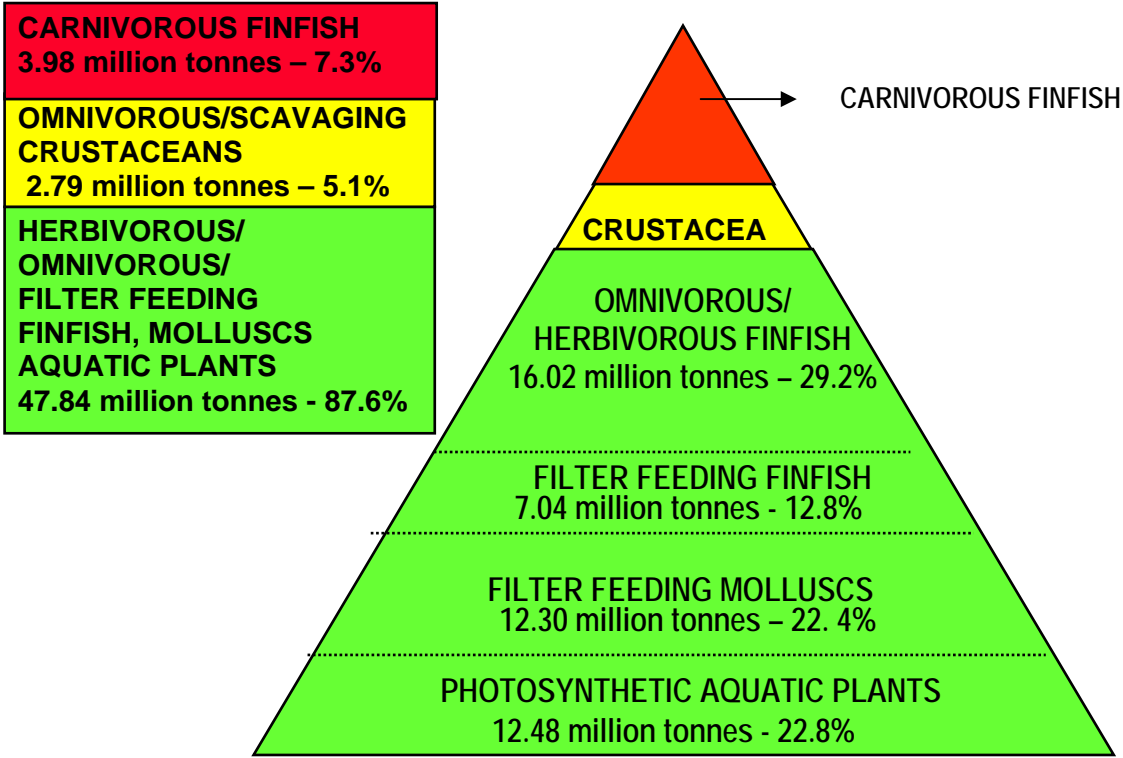 CARNIVOROUS FINFISH
3.98 million tonnes – 7.3%
OMNIVOROUS/SCAVAGING
CRUSTACEANS
2.79 million tonnes – 5.1%
HERBIVOROUS/
OMNIVOROUS/
FILTER FEEDING
FINFISH, MOLLUSCS
AQUATIC PLANTS
47.84 million tonnes - 87.6%
CARNIVOROUS FINFISH
CRUSTACEA
OMNIVOROUS/
HERBIVOROUS FINFISH
16.02 million tonnes – 29.2%
FILTER FEEDING FINFISH
7.04 million tonnes - 12.8%
FILTER FEEDING MOLLUSCS
12.30 million tonnes – 22. 4%
PHOTOSYNTHETIC AQUATIC PLANTS
12.48 million tonnes - 22.8%